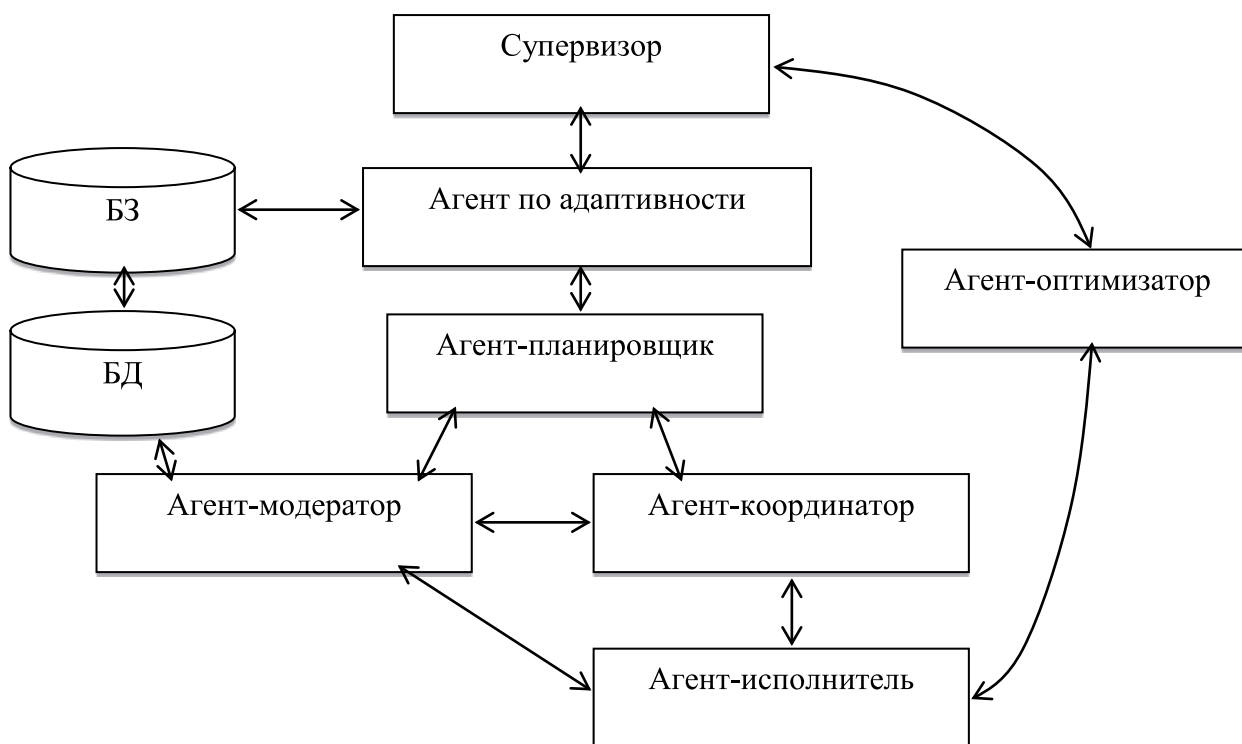 Супервизор
БЗ
Агент по адаптивности
Агент-оптимизатор
Агент-планировщик
БД
Агент-модератор
Агент-координатор
Агент-исполнитель